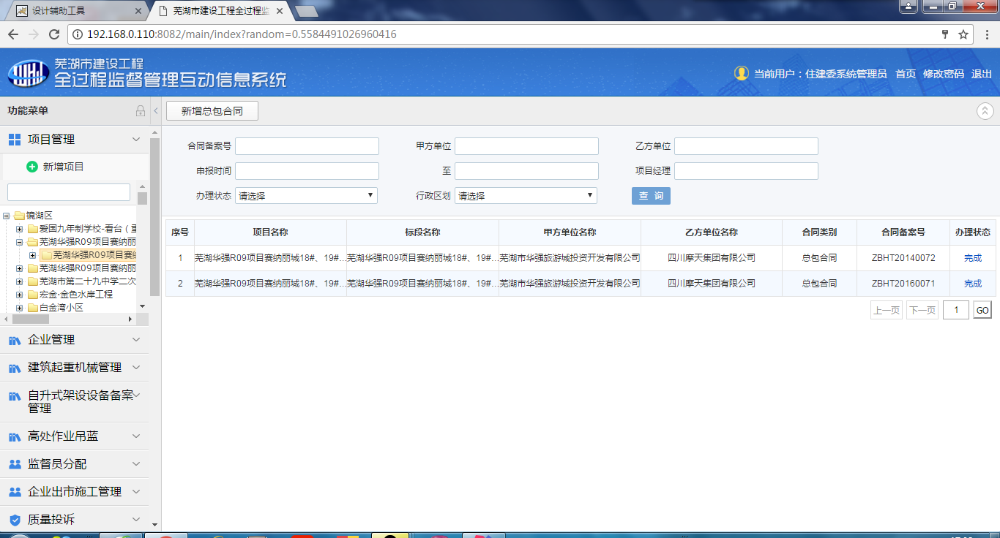 设计辅助工具
芜湖市建设工程全过程监
192.168.0.110:8082/main/index?random=0.5584491026960416
WHJ
芜湖市建设工程
全过程监督管理互动信息系统
当前用户：住建委系统管理员 首页 修改密码 退出
功能菜单
新增总包合同
项目管理
新增项目
镜湖区
爱国九年制学校-看台（重
芜湖华强R09项目赛纳丽
芜湖华强R09项目赛纳
芜湖华强R09项目赛纳丽
芜湖市第二十九中学二次
宏金·金色水岸工程
白金湾小区
企业管理
建筑起重机械管理
自升式架设设备备案
管理
高处作业吊蓝
监督员分配
企业出市施工管理
质量投诉
合同备案号 甲方单位 乙方单位
申报时间 至 项目经理
办理状态 请选择 行政区划 请选择 查 询
序号 项目名称 标段名称 甲方单位名称 乙方单位名称 合同类别 合同备案号 办理状态
1 芜湖华强R09项目赛纳丽城18#、19#... 芜湖华强R09项目赛纳丽城18#、19#... 芜湖市华强旅游城投资开发有限公司 四川摩天集团有限公司 总包合同 ZBHT20140072 完成
2 芜湖华强R09项目赛纳丽城18#、19#... 芜湖华强R09项目赛纳丽城18#、19#... 芜湖市华强旅游城投资开发有限公司 四川摩天集团有限公司 总包合同 ZBHT20160071 完成
上一页 下一页 1 GO